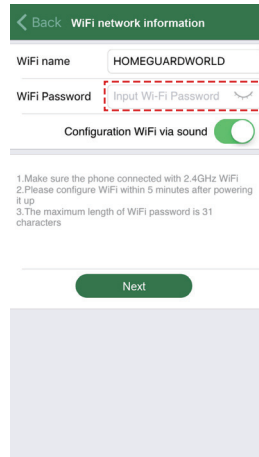 Back WiFi network information
WiFi name HOMEGUARDWORLD
WiFi Password Input Wi-Fi Password
Configuration WiFi via sound
1.Make sure the phone connected with 2.4GHz WiFi
2.Please configure WiFi within 5 minutes after powering
it up
3.The maximum length of WiFi password is 31
characters
Next